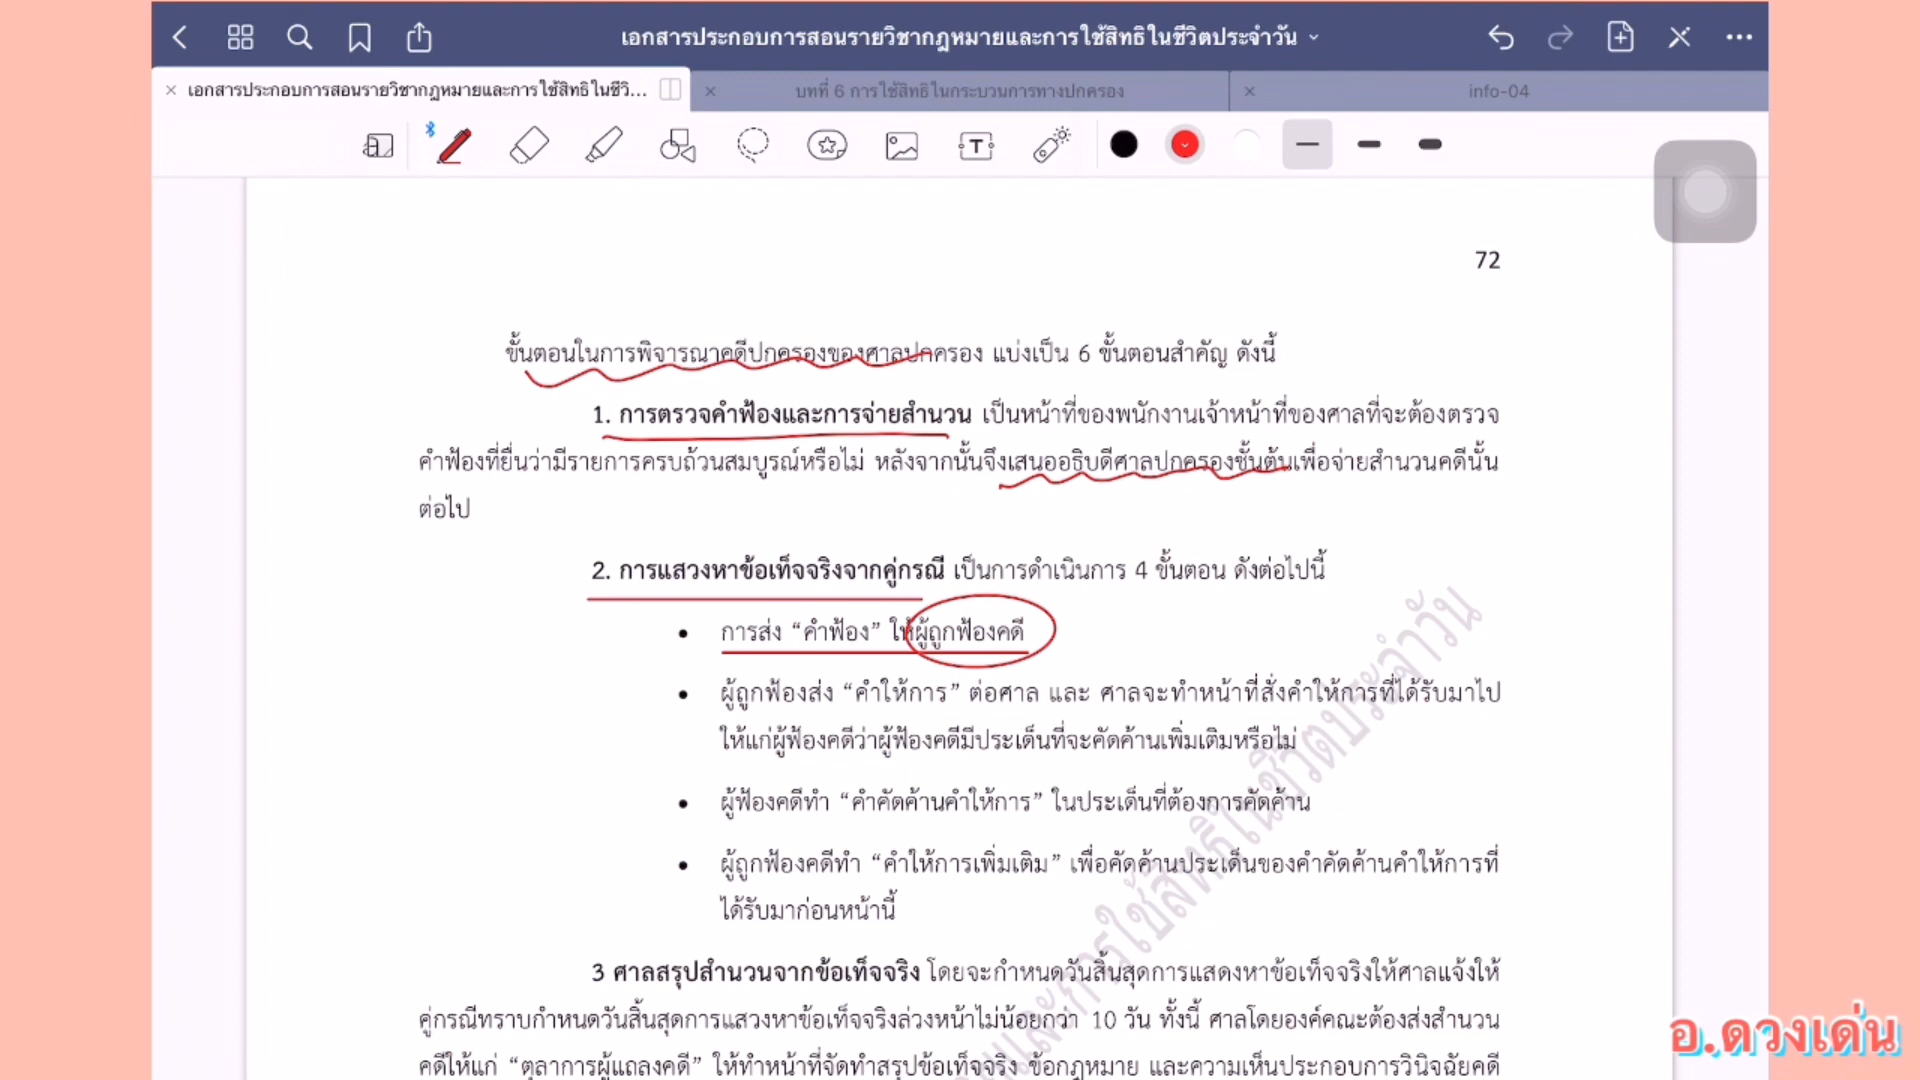 เอกสารประกอบการสอนรายวิชากฎหมายและการใช้สิทธิในชีวิตประจำวัน
เอกสารประกอบการสอนรายวิชากฎหมายและการใช้สิทธิในชีวิ...
บทที่ 6 การใช้สิทธิในกระบวนการทางปกครอง
info-04
72
ขั้นตอนในการพิจารณาคดีปกครองของศาลปกครอง แบ่งเป็น 6 ขั้นตอนสำคัญ ดังนี้
1. การตรวจคำฟ้องและการจ่ายสำนวน เป็นหน้าที่ของพนักงานเจ้าหน้าที่ของศาลที่จะต้องตรวจ
คำฟ้องที่ยื่นว่ามีรายการครบถ้วนสมบูรณ์หรือไม่ หลังจากนั้นจึงเสนออธิบดีศาลปกครองชั้นต้นเพื่อจ่ายสำนวนคดีนั้น
ต่อไป
2. การแสวงหาข้อเท็จจริงจากคู่กรณี เป็นการดำเนินการ 4 ขั้นตอน ดังต่อไปนี้
• การส่ง “คำฟ้อง” ให้ผู้ถูกฟ้องคดี
• ผู้ถูกฟ้องส่ง “คำให้การ” ต่อศาล และ ศาลจะทำหน้าที่สั่งคำให้การที่ได้รับมาไป
ให้แก่ผู้ฟ้องคดีว่าผู้ฟ้องคดีมีประเด็นที่จะคัดค้านเพิ่มเติมหรือไม่
• ผู้ฟ้องคดีทำ “คำคัดค้านคำให้การ” ในประเด็นที่ต้องการคัดค้าน
• ผู้ถูกฟ้องคดีทำ “คำให้การเพิ่มเติม” เพื่อคัดค้านประเด็นของคำคัดค้านคำให้การที่
ได้รับมาก่อนหน้านี้
3 ศาลสรุปสำนวนจากข้อเท็จจริง โดยจะกำหนดวันสิ้นสุดการแสดงหาข้อเท็จจริงให้ศาลแจ้งให้
คู่กรณีทราบกำหนดวันสิ้นสุดการแสวงหาข้อเท็จจริงล่วงหน้าไม่น้อยกว่า 10 วัน ทั้งนี้ ศาลโดยองค์คณะต้องส่งสำนวน
คดีให้แก่ “ตุลาการผู้แถลงคดี” ให้ทำหน้าที่จัดทำสรุปข้อเท็จจริง ข้อกฎหมาย และความเห็นประกอบการวินิจฉัยคดี
และการใช้สิทธิในชีวิตประจำวัน
อ.ดวงเด่น